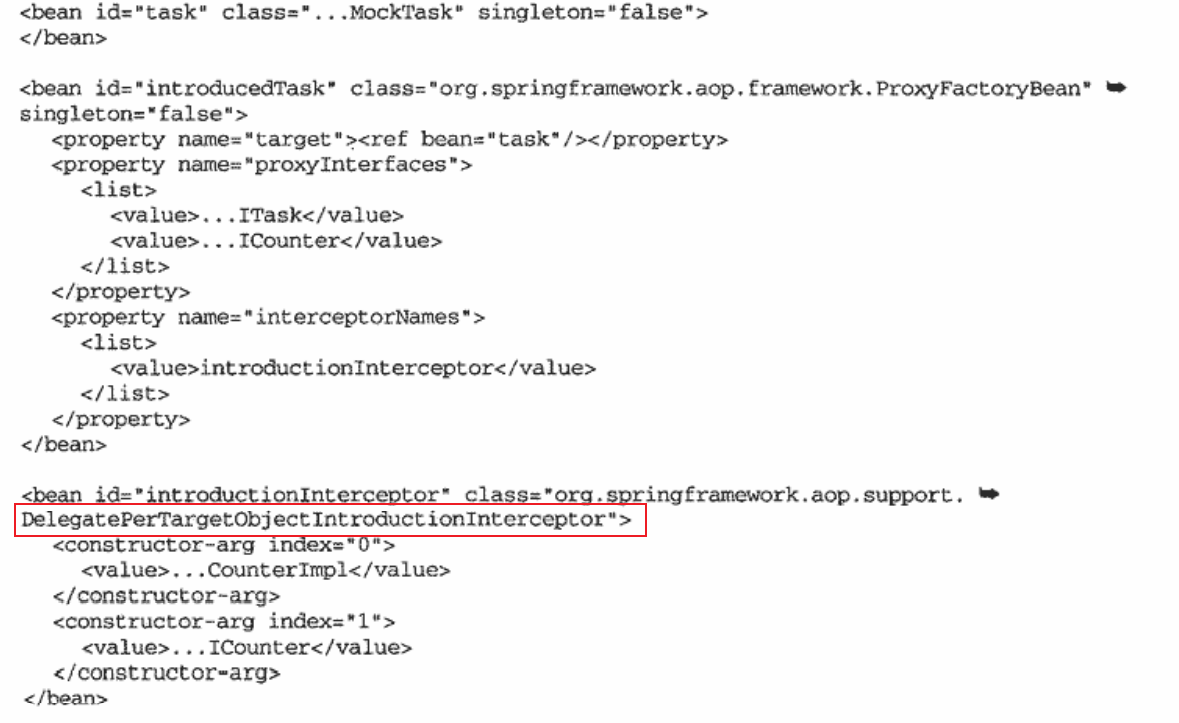 <bean id="task" class="...MockTask" singleton="false">
</bean>
<bean id="introducedTask" class="org.springframework.aop.framework.ProxyFactoryBean" ➥
singleton="false">
<property name="target"><ref bean="task"/></property>
<property name="proxyInterfaces">
<list>
<value>...ITask</value>
<value>...ICounter</value>
</list>
</property>
<property name="interceptorNames">
<list>
<value>introductionInterceptor</value>
</list>
</property>
</bean>
<bean id="introductionInterceptor" class="org.springframework.aop.support. ➥
DelegatePerTargetObjectIntroductionInterceptor">
<constructor-arg index="0">
<value>...CounterImpl</value>
</constructor-arg>
<constructor-arg index="1">
<value>...ICounter</value>
</constructor-arg>
</bean>